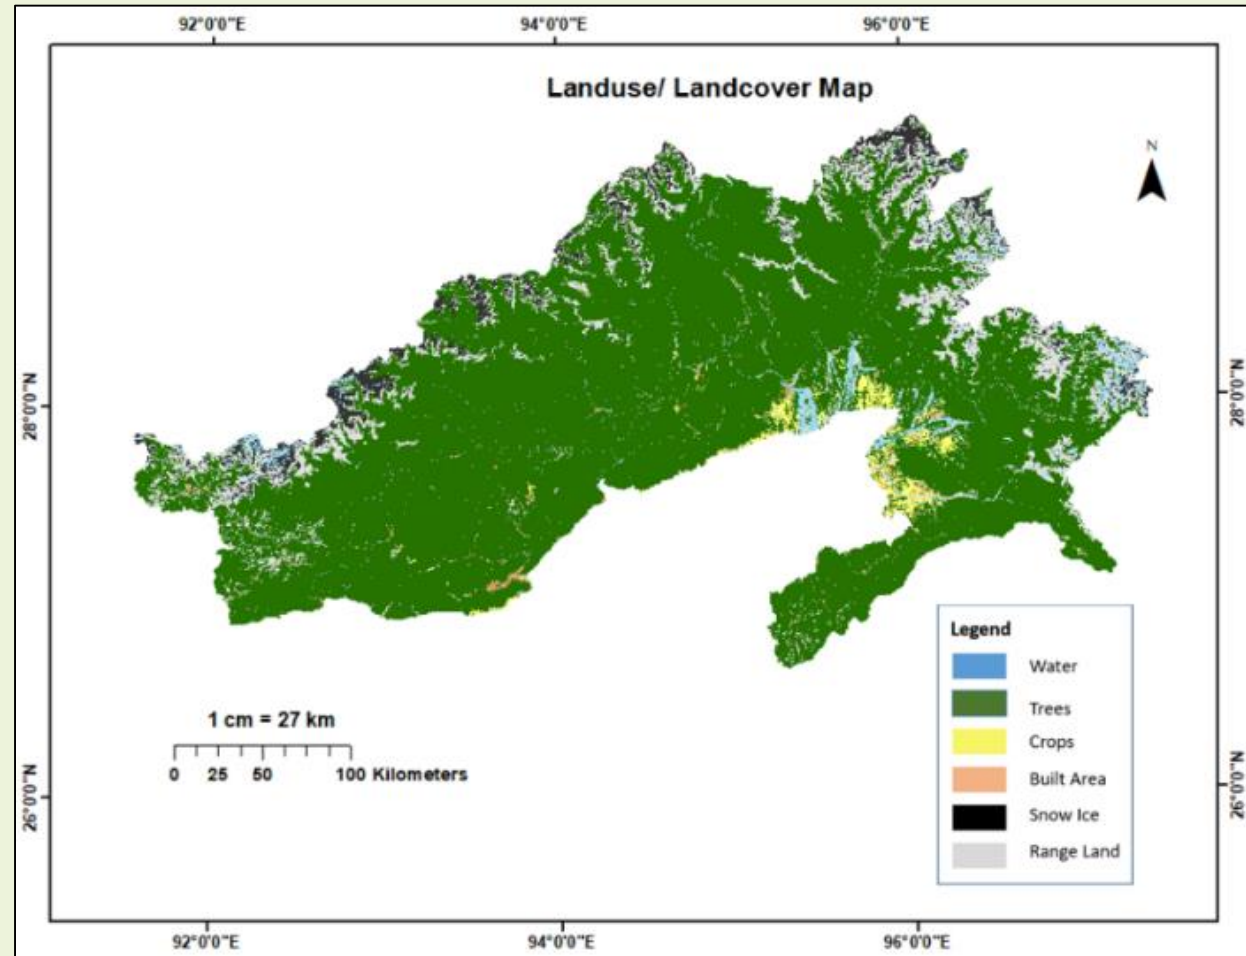 92°0'0"E 94°0'0"E 96°0'0"E
Landuse/ Landcover Map
N
28°0'0"N
28°0'0"N
Legend
Water
Trees
Crops
Built Area
Snow Ice
Range Land
1 cm = 27 km
0 25 50 100 Kilometers
26°0'0"N
26°0'0"N
92°0'0"E 94°0'0"E 96°0'0"E